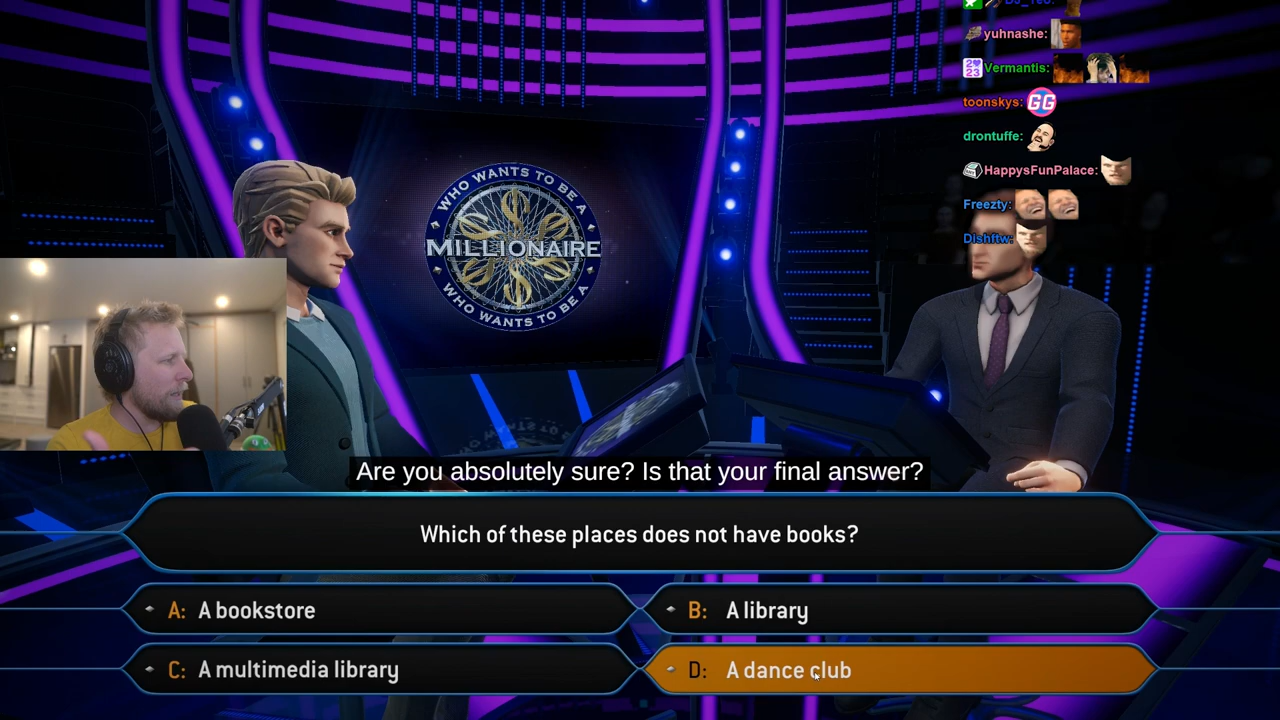 DJ_Teo:
yuhnashe:
Vermantis:
toonskys: GG
drontuffe:
HappysFunPalace:
Freezty:
Dishftw:
WHO WANTS TO BE A
MILLIONAIRE
WHO WANTS TO BE A
Are you absolutely sure? Is that your final answer?
Which of these places does not have books?
A: A bookstore
B: A library
C: A multimedia library
D: A dance club